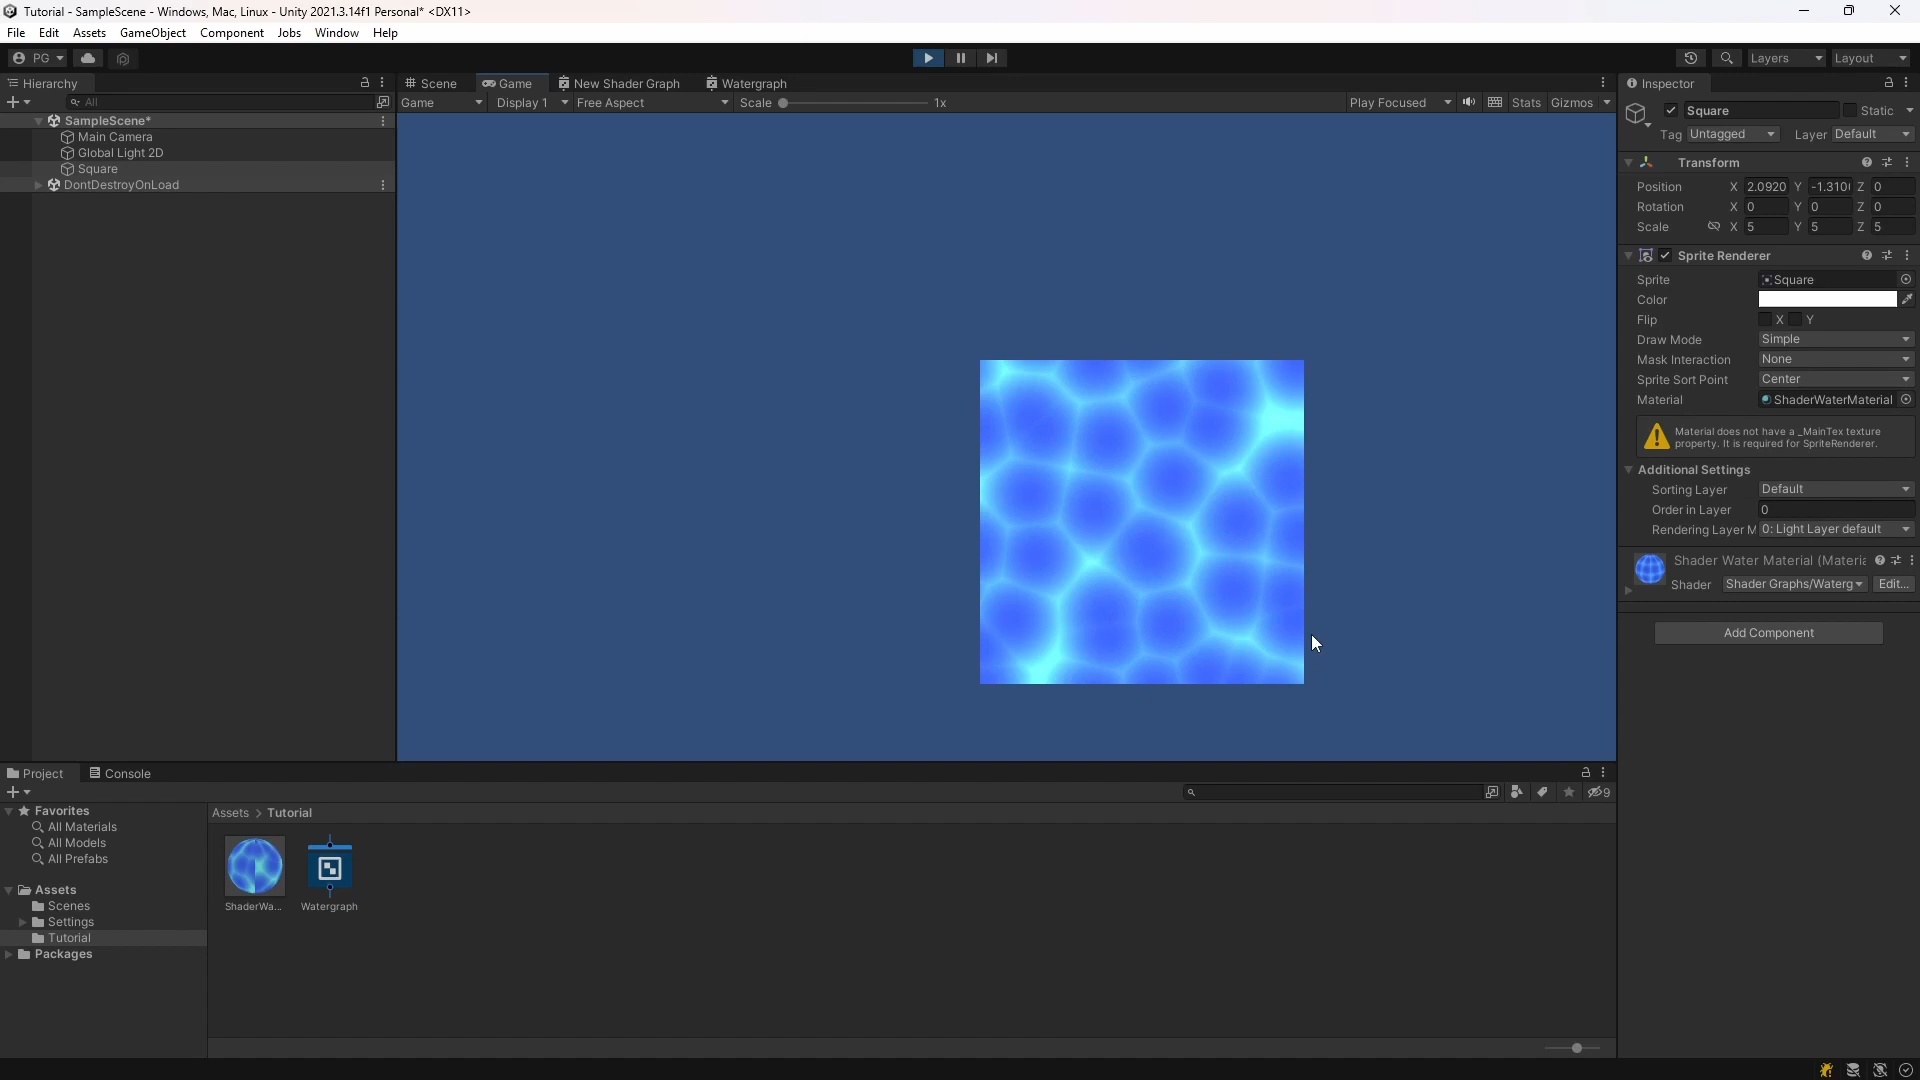 Tutorial - SampleScene - Windows, Mac, Linux - Unity 2021.3.14f1 Personal* <DX11>
File Edit Assets GameObject Component Jobs Window Help
PG Layers Layout
Hierarchy Scene Game New Shader Graph Watergraph Inspector
All Game Display 1 Free Aspect Scale 1x Play Focused Stats Gizmos
Square Static
Tag Untagged Layer Default
SampleScene*
Main Camera
Global Light 2D
Square
DontDestroyOnLoad
Transform
Position X 2.0920 Y -1.310 Z 0
Rotation X 0 Y 0 Z 0
Scale X 5 Y 5 Z 5
Sprite Renderer
Sprite Square
Color
Flip X Y
Draw Mode Simple
Mask Interaction None
Sprite Sort Point Center
Material ShaderWaterMaterial
Material does not have a _MainTex texture
property. It is required for SpriteRenderer.
Additional Settings
Sorting Layer Default
Order in Layer 0
Rendering Layer M 0: Light Layer default
Shader Water Material (Materia
Shader Shader Graphs/Waterg Edit...
Add Component
Project Console
9
Favorites
All Materials
All Models
All Prefabs
Assets
Scenes
Settings
Tutorial
Packages
Assets > Tutorial
ShaderWa... Watergraph